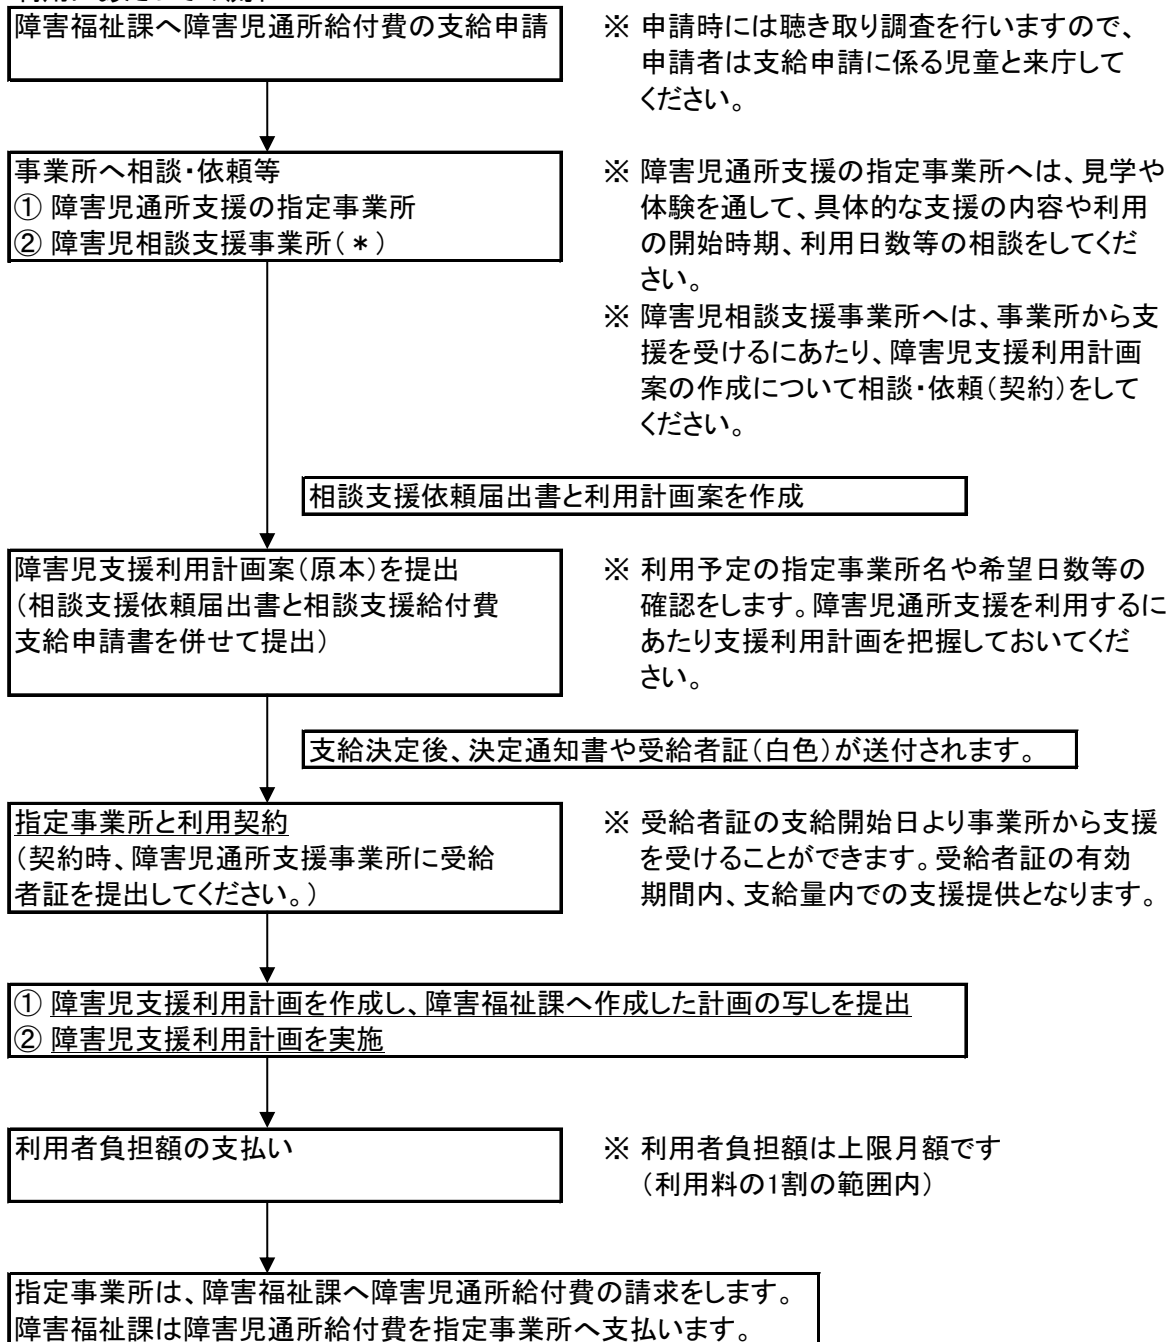 障害福祉課へ障害児通所給付費の支給申請
※ 申請時には聴き取り調査を行いますので、
申請者は支給申請に係る児童と来庁して
ください。
事業所へ相談・依頼等
① 障害児通所支援の指定事業所
② 障害児相談支援事業所(*)
※ 障害児通所支援の指定事業所へは、見学や
体験を通して、具体的な支援の内容や利用
の開始時期、利用日数等の相談をしてくだ
さい。
※ 障害児相談支援事業所へは、事業所から支
援を受けるにあたり、障害児支援利用計画
案の作成について相談・依頼(契約)をして
ください。
相談支援依頼届出書と利用計画案を作成
障害児支援利用計画案(原本)を提出
(相談支援依頼届出書と相談支援給付費
支給申請書を併せて提出)
※ 利用予定の指定事業所名や希望日数等の
確認をします。障害児通所支援を利用するに
あたり支援利用計画を把握しておいてくだ
さい。
支給決定後、決定通知書や受給者証(白色)が送付されます。
指定事業所と利用契約
(契約時、障害児通所支援事業所に受給
者証を提出してください。)
※ 受給者証の支給開始日より事業所から支援
を受けることができます。受給者証の有効
期間内、支給量内での支援提供となります。
① 障害児支援利用計画を作成し、障害福祉課へ作成した計画の写しを提出
② 障害児支援利用計画を実施
利用者負担額の支払い
※ 利用者負担額は上限月額です
(利用料の1割の範囲内)
指定事業所は、障害福祉課へ障害児通所給付費の請求をします。
障害福祉課は障害児通所給付費を指定事業所へ支払います。